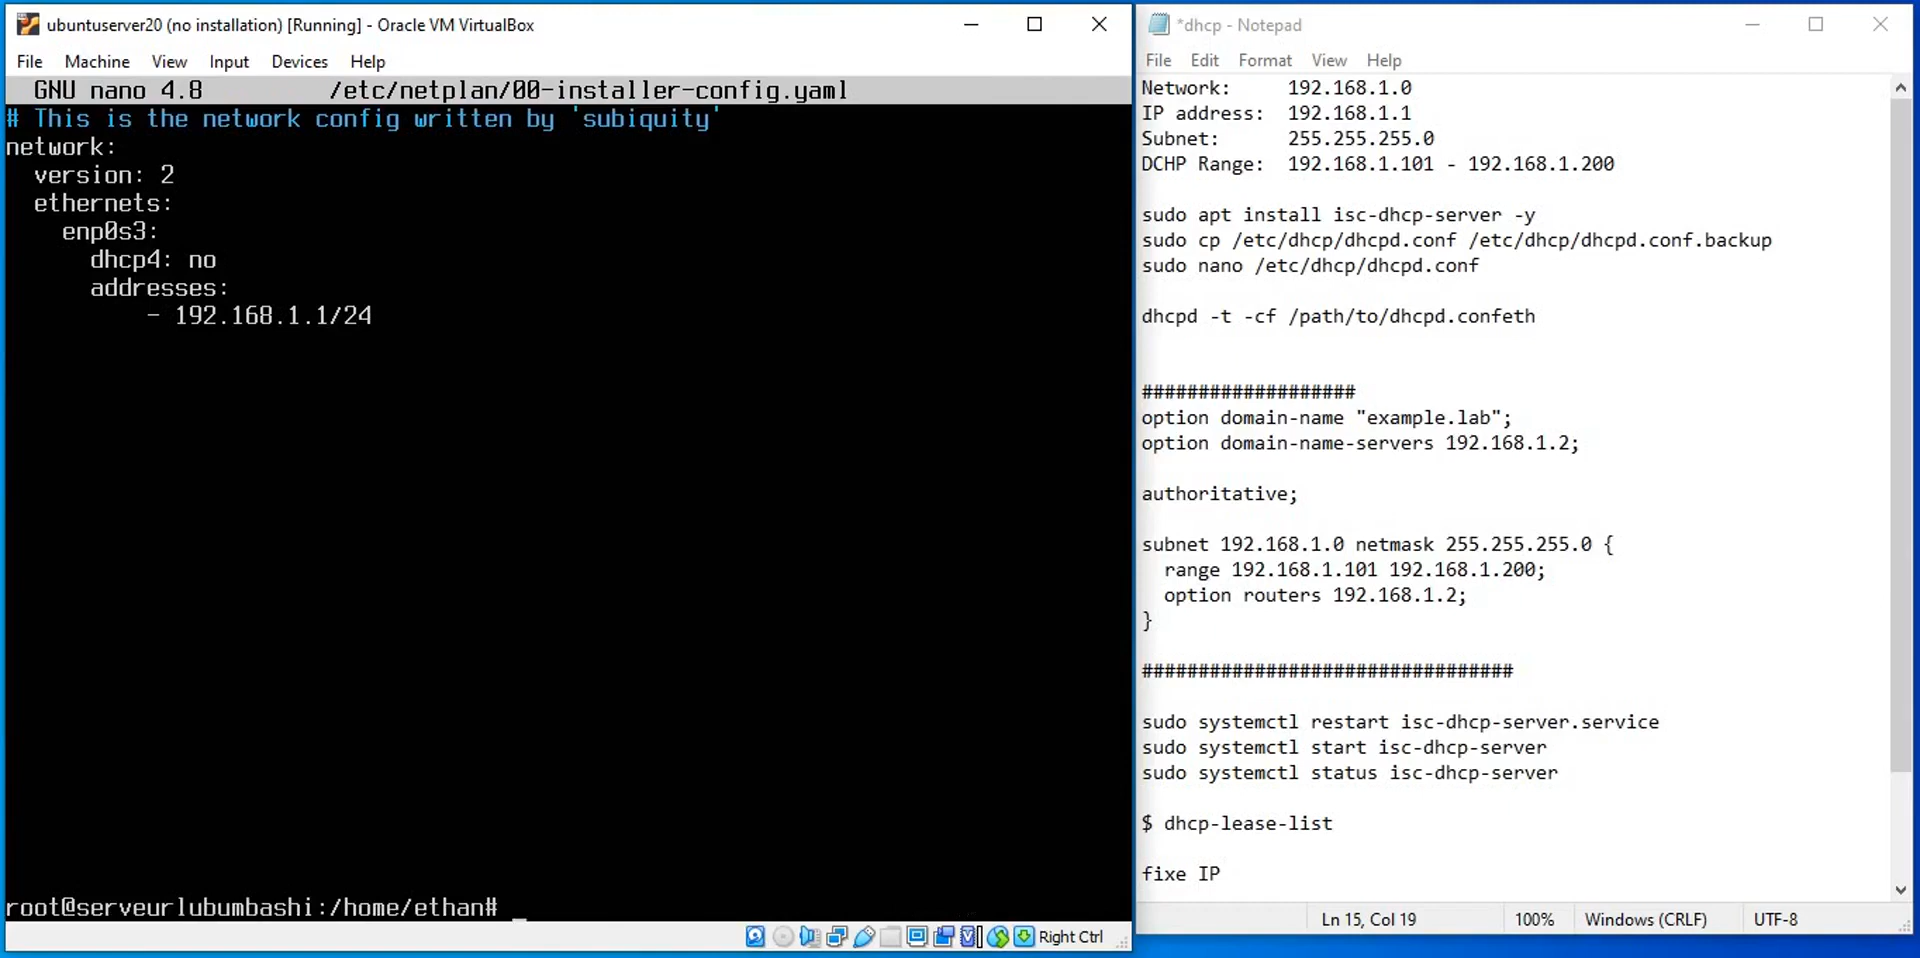 ubuntuserver20 (no installation) [Running] - Oracle VM VirtualBox
File Machine View Input Devices Help
GNU nano 4.8 /etc/netplan/00-installer-config.yaml
# This is the network config written by 'subiquity'
network:
  version: 2
  ethernets:
    enp0s3:
      dhcp4: no
      addresses:
          - 192.168.1.1/24
root@serveurlubumbashi:/home/ethan# _
Right Ctrl
*dhcp - Notepad
File Edit Format View Help
Network: 192.168.1.0
IP address: 192.168.1.1
Subnet: 255.255.255.0
DCHP Range: 192.168.1.101 - 192.168.1.200
sudo apt install isc-dhcp-server -y
sudo cp /etc/dhcp/dhcpd.conf /etc/dhcp/dhcpd.conf.backup
sudo nano /etc/dhcp/dhcpd.conf
dhcpd -t -cf /path/to/dhcpd.confeth
###################
option domain-name "example.lab";
option domain-name-servers 192.168.1.2;
authoritative;
subnet 192.168.1.0 netmask 255.255.255.0 {
  range 192.168.1.101 192.168.1.200;
  option routers 192.168.1.2;
}
#################################
sudo systemctl restart isc-dhcp-server.service
sudo systemctl start isc-dhcp-server
sudo systemctl status isc-dhcp-server
$ dhcp-lease-list
fixe IP
Ln 15, Col 19 100% Windows (CRLF) UTF-8